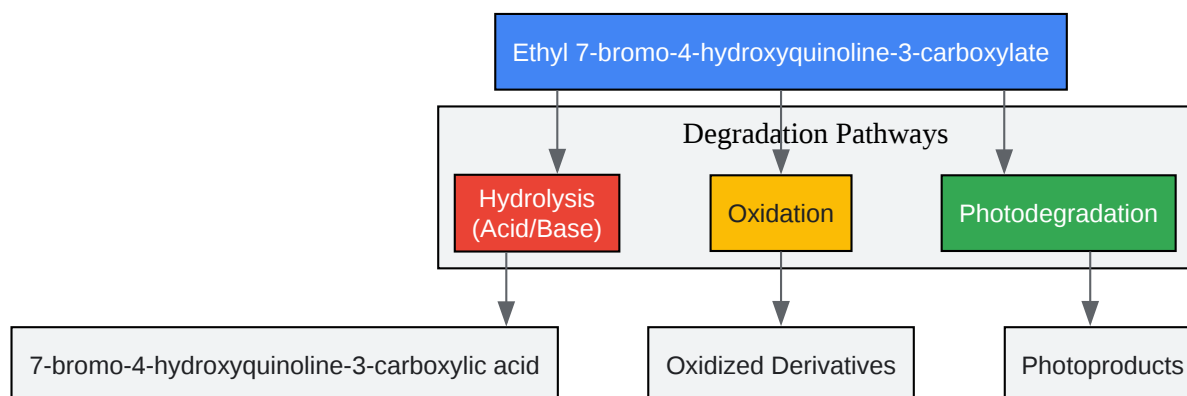 Ethyl 7-bromo-4-hydroxyquinoline-3-carboxylate
Degradation Pathways
Hydrolysis
(Acid/Base)
Oxidation
Photodegradation
7-bromo-4-hydroxyquinoline-3-carboxylic acid
Oxidized Derivatives
Photoproducts